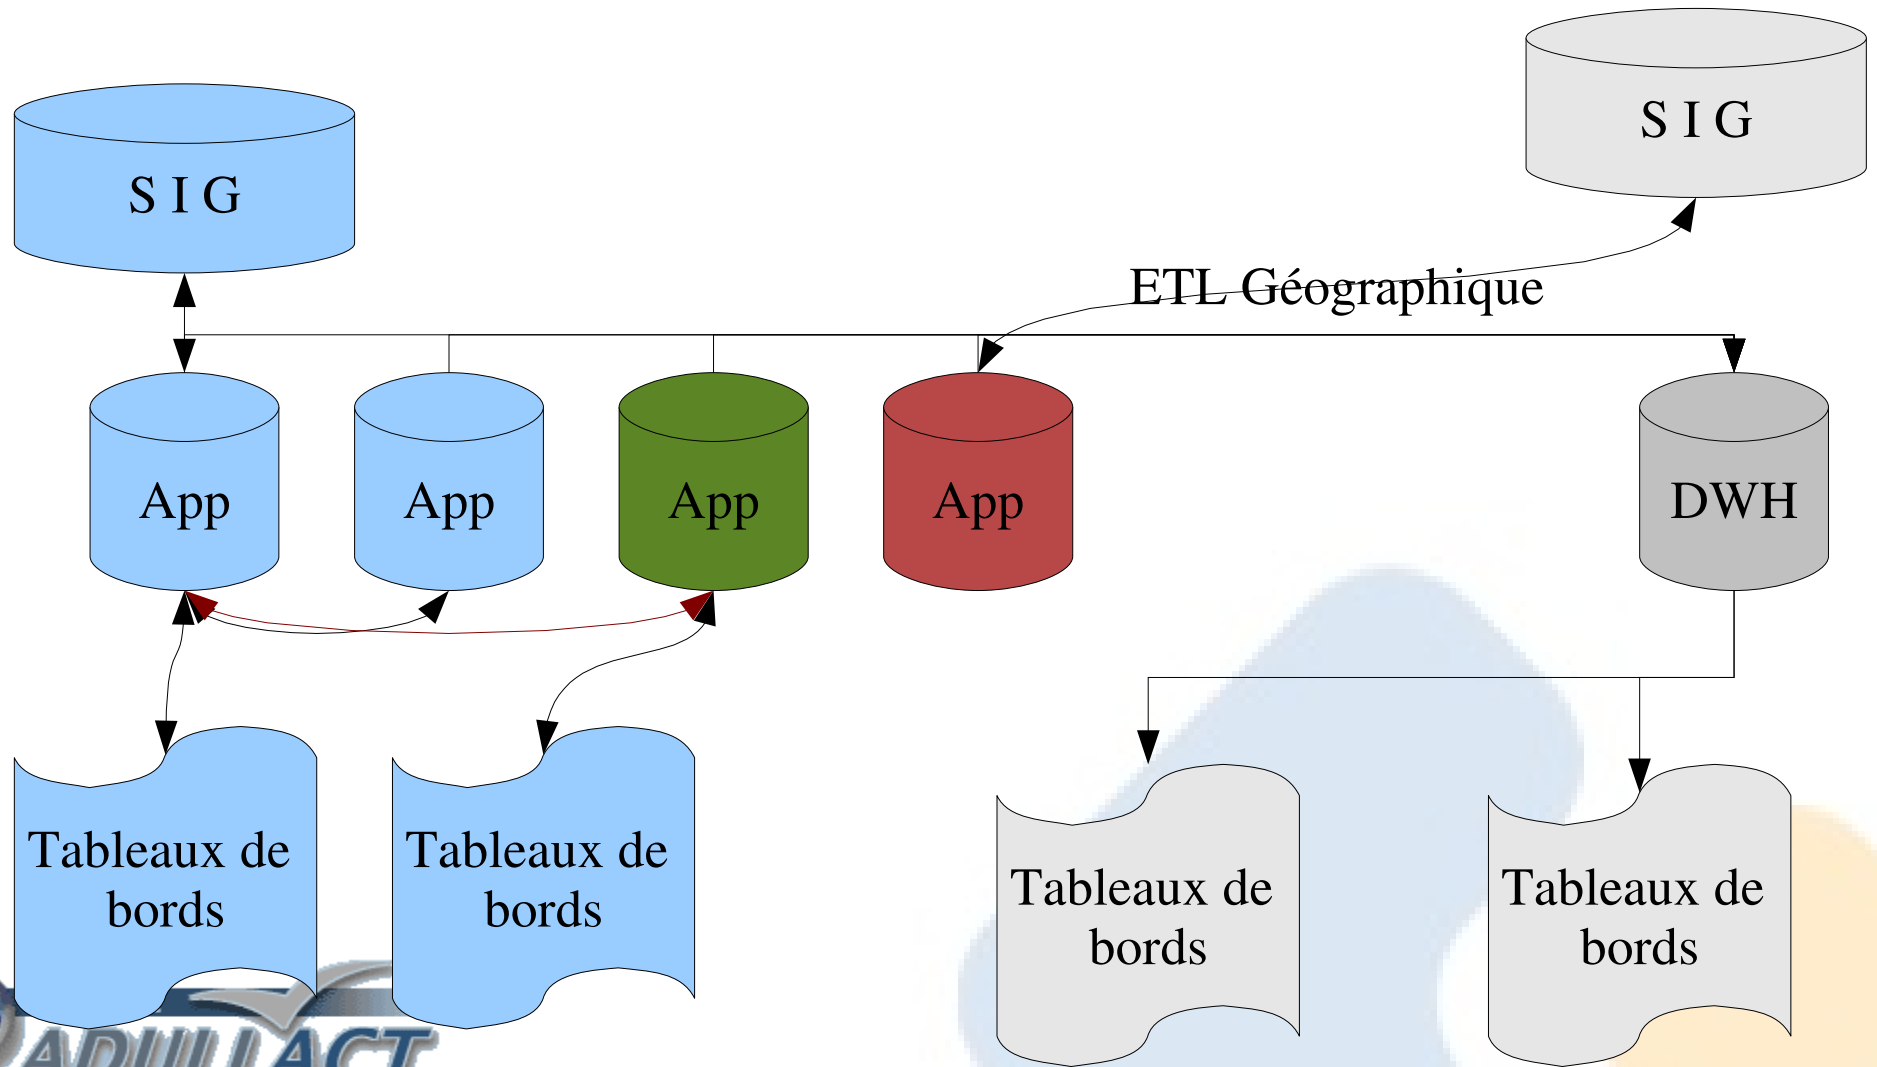 S I G
S I G
ETL Géographique
App
App
App
App
DWH
Tableaux de
bords
Tableaux de
bords
Tableaux de
bords
Tableaux de
bords
ADULLACT